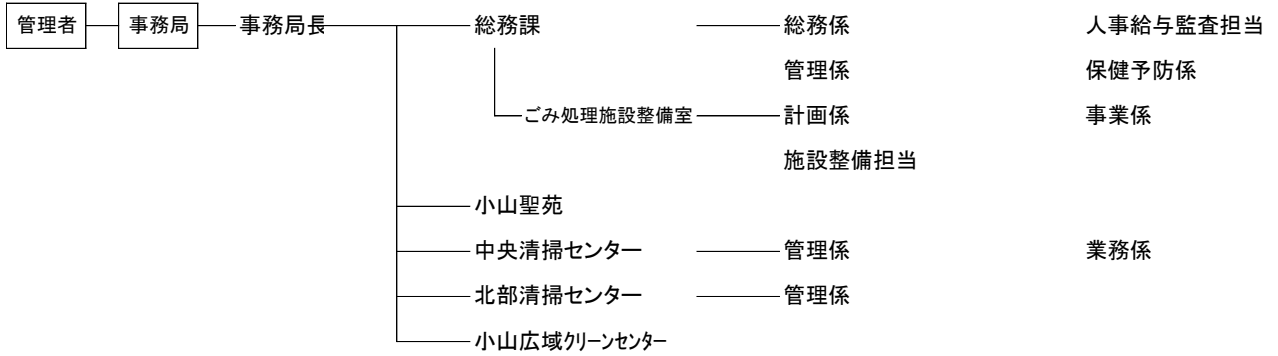 管理者 事務局 事務局長 総務課 総務係 人事給与監査担当
管理係 保健予防係
ごみ処理施設整備室 計画係 事業係
施設整備担当
小山聖苑
中央清掃センター 管理係 業務係
北部清掃センター 管理係
小山広域クリーンセンター